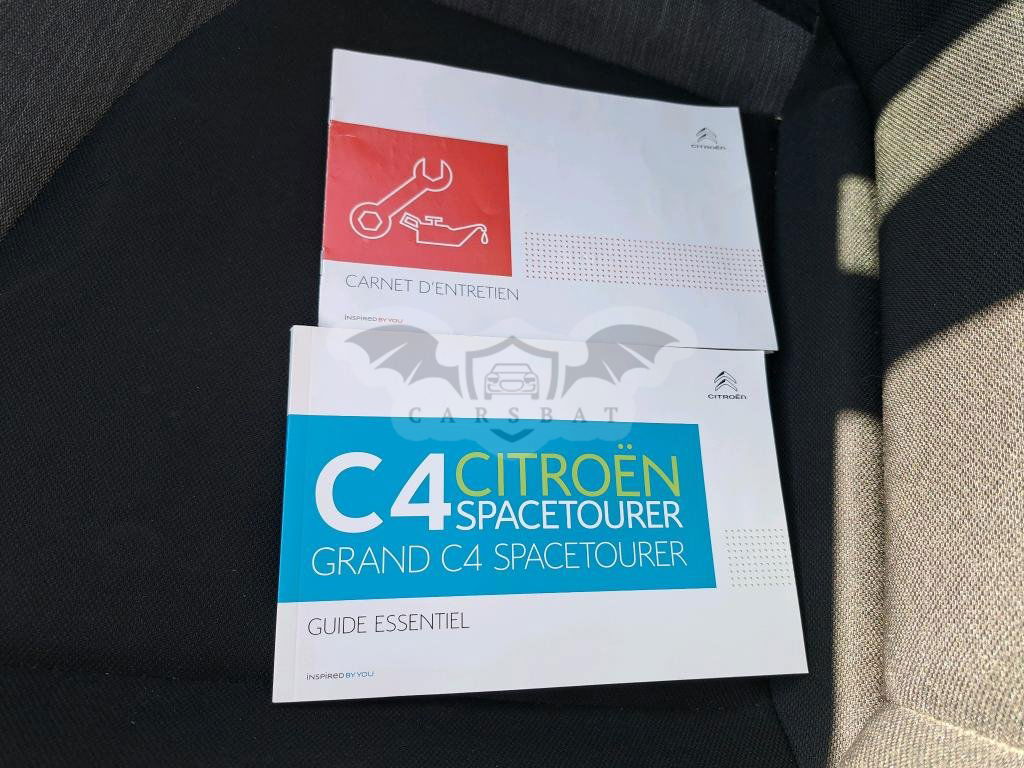 CITROËN
CARNET D'ENTRETIEN
INSPIRED BY YOU
CARSBAT
CITROËN
C4 CITROËN
SPACETOURER
GRAND C4 SPACETOURER
GUIDE ESSENTIEL
INSPIRED BY YOU